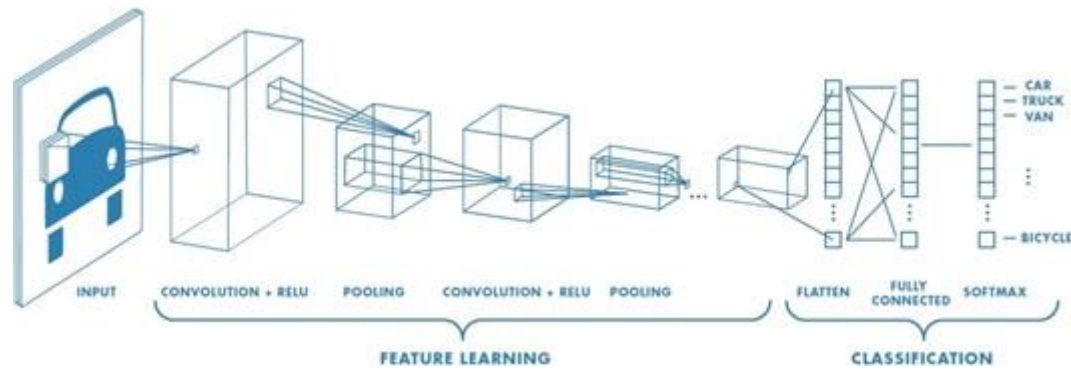 CAR
TRUCK
VAN
BICYCLE
INPUT
CONVOLUTION + RELU
POOLING
CONVOLUTION + RELU
POOLING
FLATTEN
FULLY
CONNECTED
SOFTMAX
FEATURE LEARNING
CLASSIFICATION